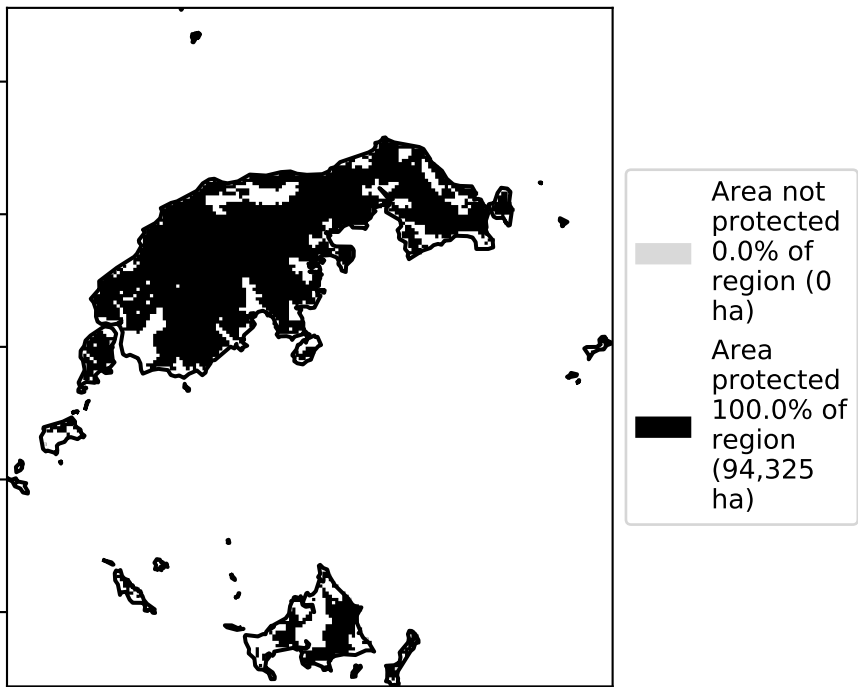 Area not
protected
0.0% of
region (0
ha)
Area
protected
100.0% of
region
(94,325
ha)